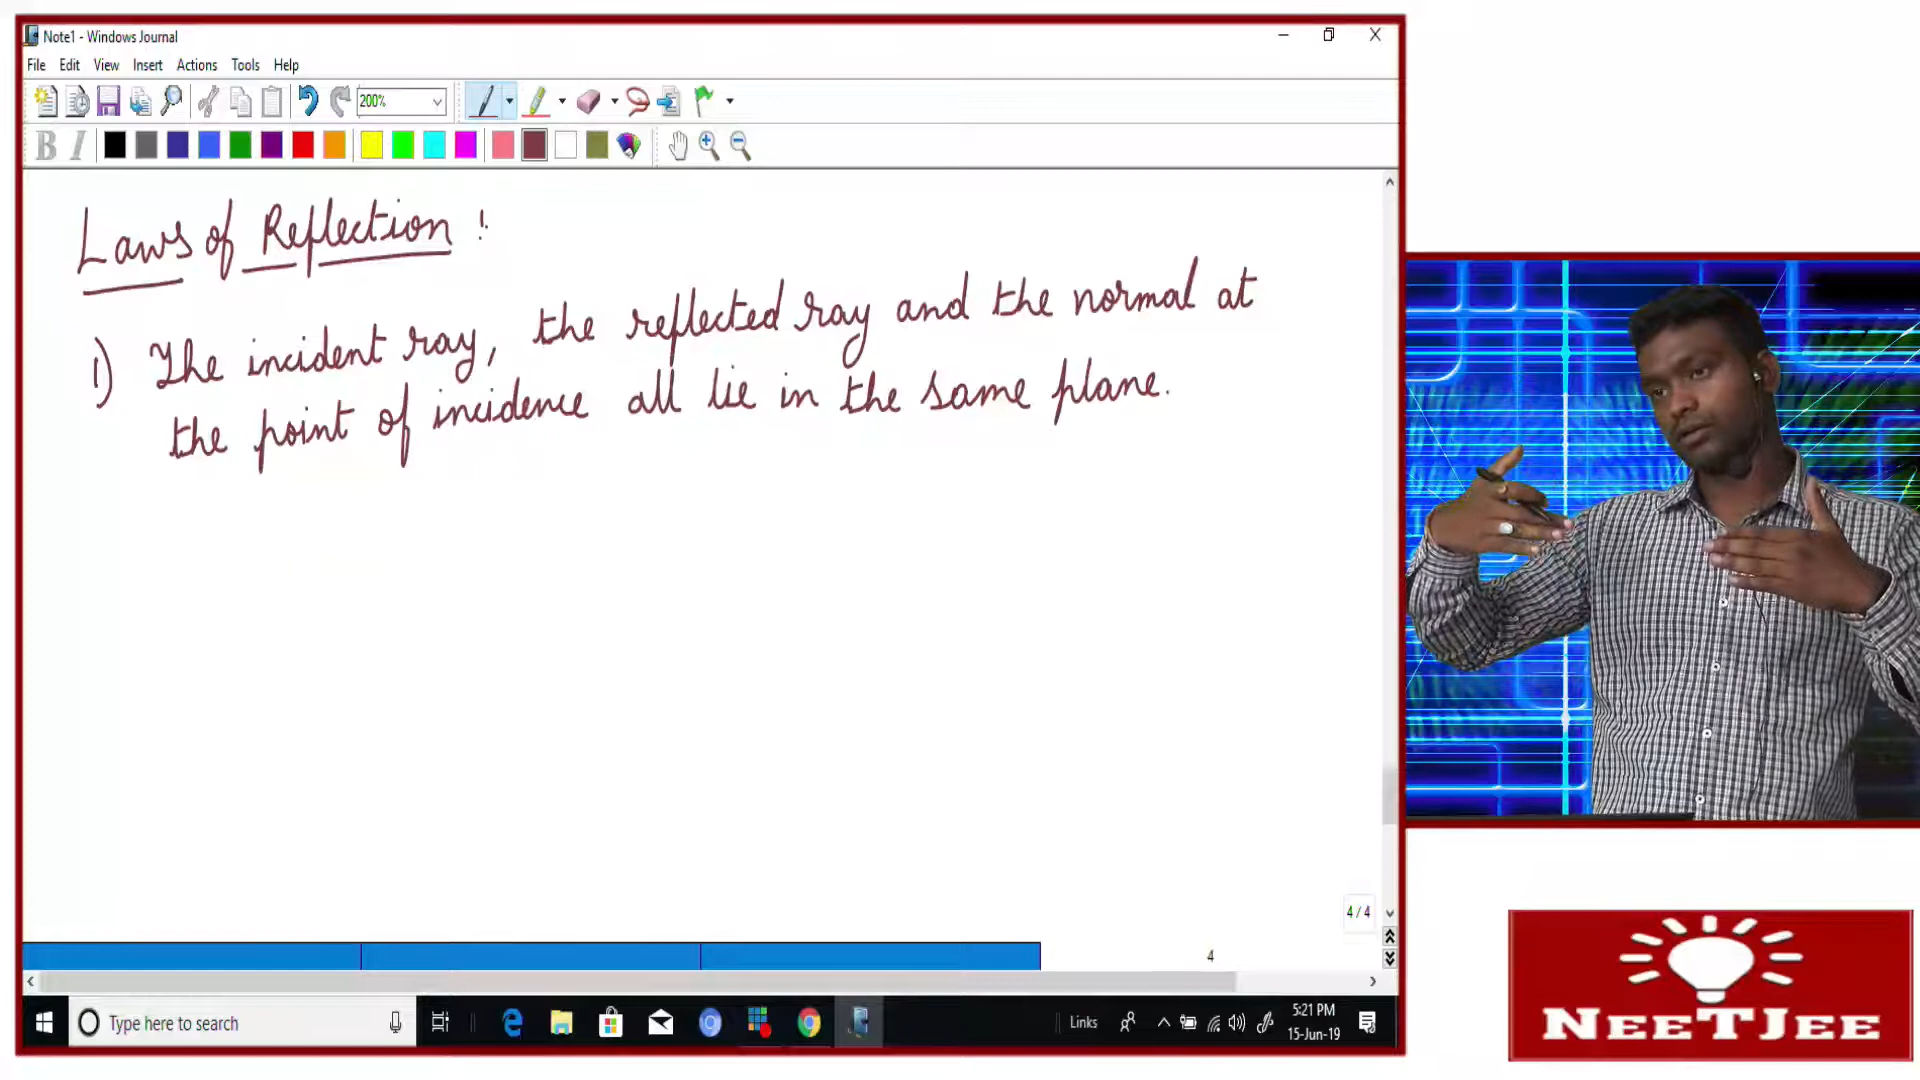 Note1 - Windows Journal
File Edit View Insert Actions Tools Help
200%
B I
Laws of Reflection :
1) The incident ray, the reflected ray and the normal at
the point of incidence all lie in the same plane.
4 / 4
4
Type here to search
Links
5:21 PM
15-Jun-19
NEETJEE